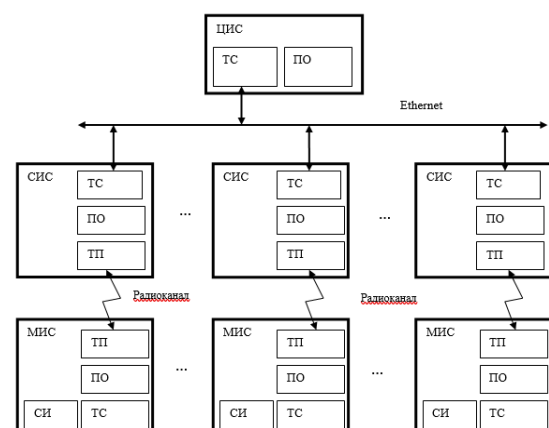 ЦИС
ТС ПО
Ethernet
СИС ТС СИС ТС СИС ТС
... ...
ПО ПО ПО
ТП ТП ТП
Радиоканал Радиоканал
МИС ТП МИС ТП МИС ТП
... ...
ПО ПО ПО
СИ ТС СИ ТС СИ ТС